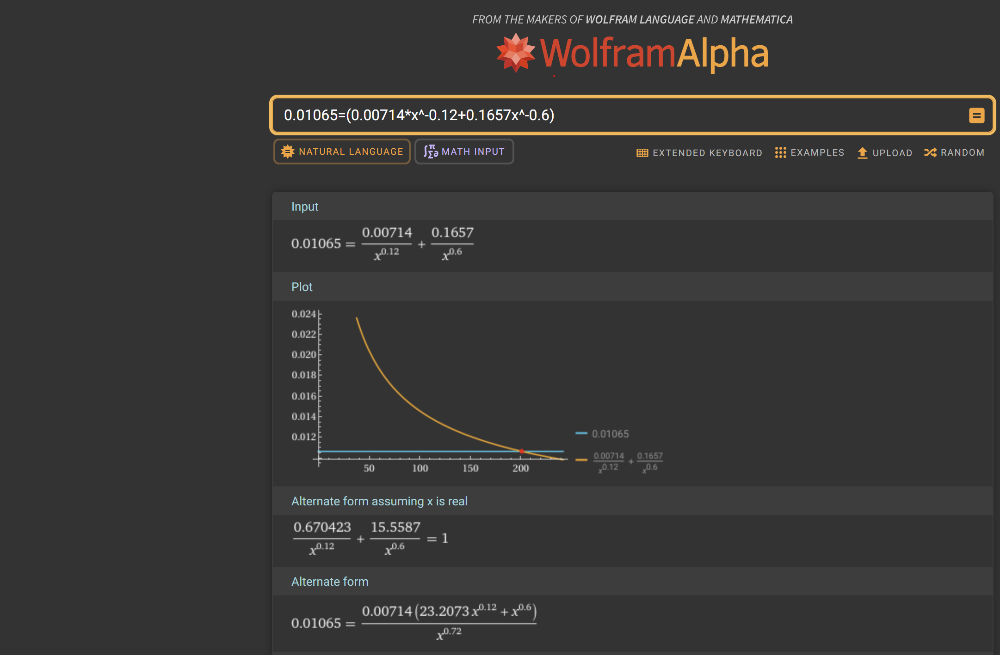 FROM THE MAKERS OF WOLFRAM LANGUAGE AND MATHEMATICA
WolframAlpha
0.01065=(0.00714*x^-0.12+0.1657x^-0.6)
=
NATURAL LANGUAGE
∫π Σ∂ MATH INPUT
EXTENDED KEYBOARD
EXAMPLES
UPLOAD
RANDOM
Input
0.01065 = 0.00714/x^0.12 + 0.1657/x^0.6
Plot
0.024
0.022
0.020
0.018
0.016
0.014
0.012
50 100 150 200
0.01065
0.00714/x^0.12 + 0.1657/x^0.6
Alternate form assuming x is real
0.670423/x^0.12 + 15.5587/x^0.6 = 1
Alternate form
0.01065 = 0.00714 (23.2073 x^0.12 + x^0.6)/x^0.72